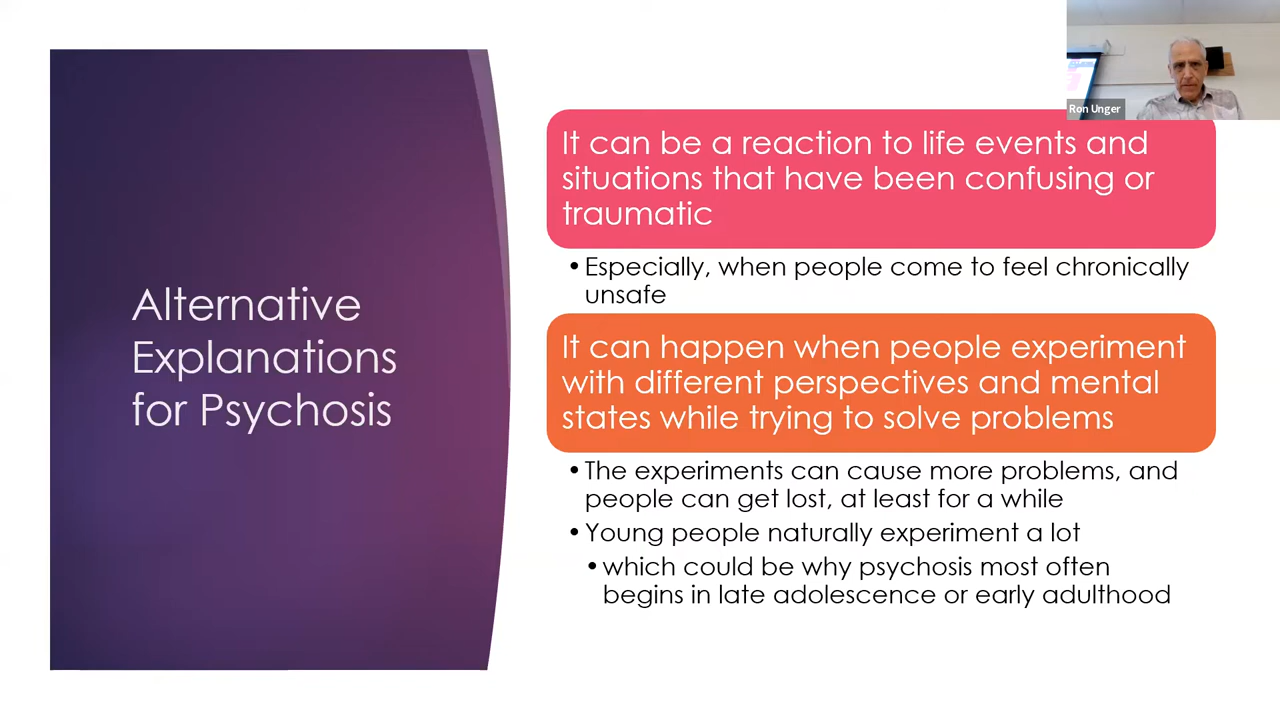 Ron Unger
Alternative
Explanations
for Psychosis
It can be a reaction to life events and
situations that have been confusing or
traumatic
•Especially, when people come to feel chronically
unsafe
It can happen when people experiment
with different perspectives and mental
states while trying to solve problems
•The experiments can cause more problems, and
people can get lost, at least for a while
•Young people naturally experiment a lot
•which could be why psychosis most often
begins in late adolescence or early adulthood